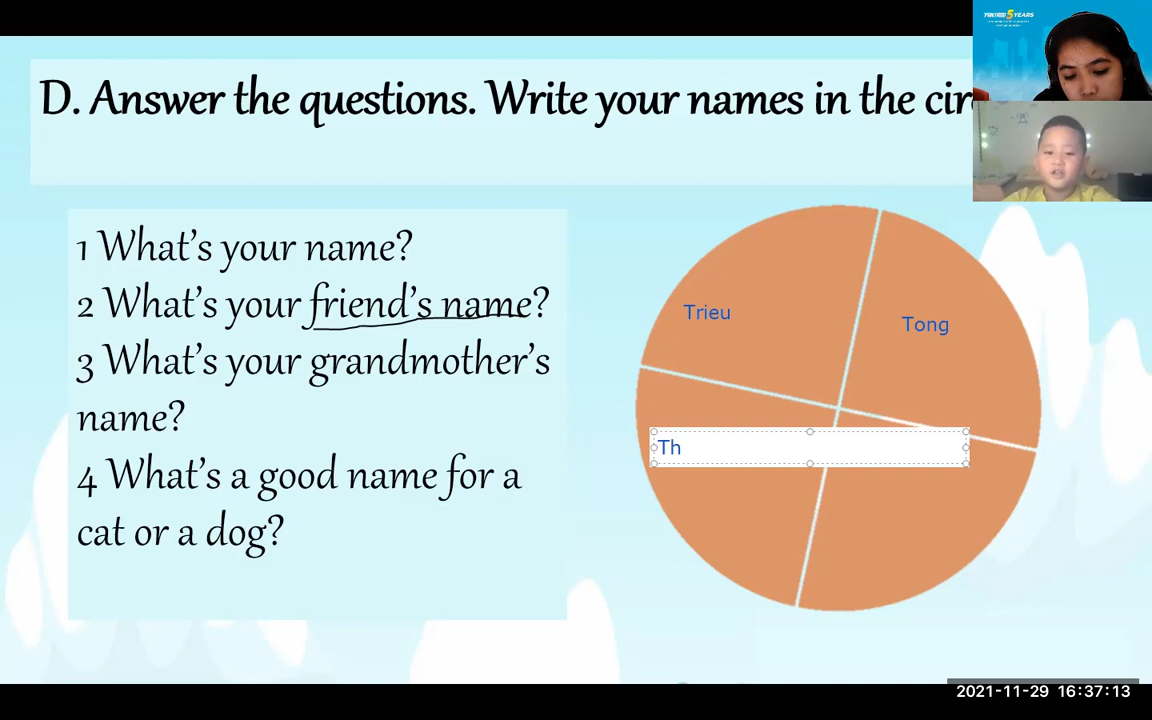 D. Answer the questions. Write your names in the cir
1 What's your name?
2 What's your friend's name?
3 What's your grandmother's
name?
4 What's a good name for a
cat or a dog?
Trieu
Tong
Th
5 YEARS
2021-11-29 16:37:13